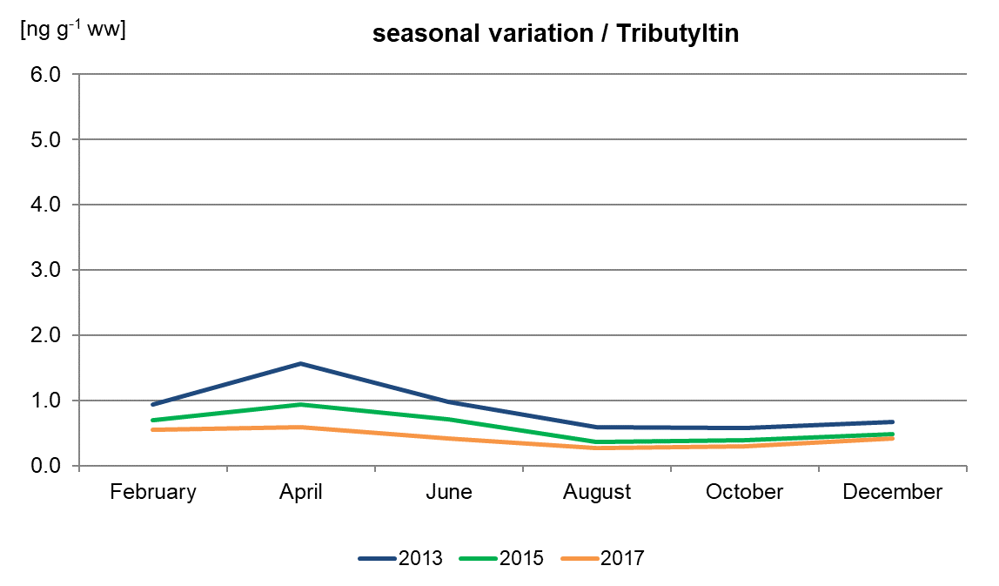 [ng g-1 ww]
seasonal variation / Tributyltin
6.0
5.0
4.0
3.0
2.0
1.0
0.0
February April June August October December
2013 2015 2017